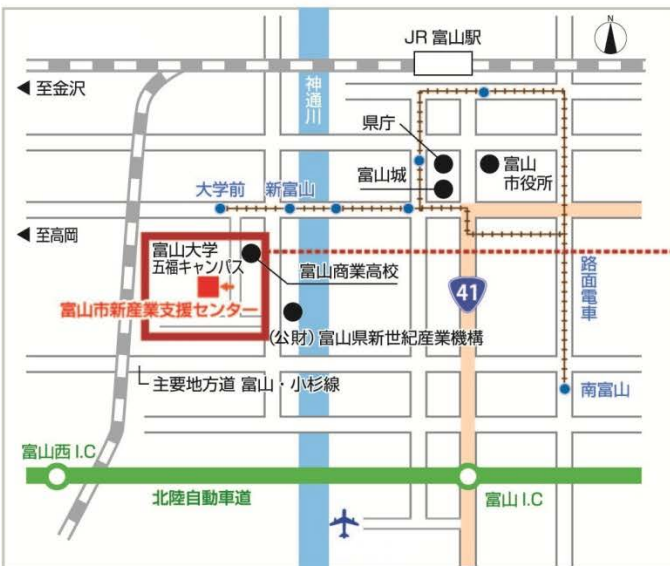 JR 富山駅
N
至金沢
神通川
県庁
富山城
富山
市役所
大学前
新富山
至高岡
富山大学
五福キャンパス
富山商業高校
41
路面電車
富山市新産業支援センター
(公財)富山県新世紀産業機構
主要地方道 富山・小杉線
南富山
富山西 I.C
北陸自動車道
富山 I.C